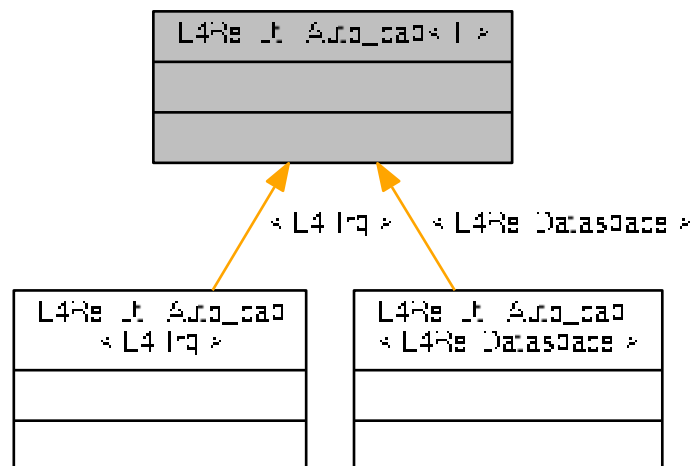 L4Re::Util::Auto_cap< T >
< L4::Irq >
< L4Re::Dataspace >
L4Re::Util::Auto_cap
< L4::Irq >
L4Re::Util::Auto_cap
< L4Re::Dataspace >